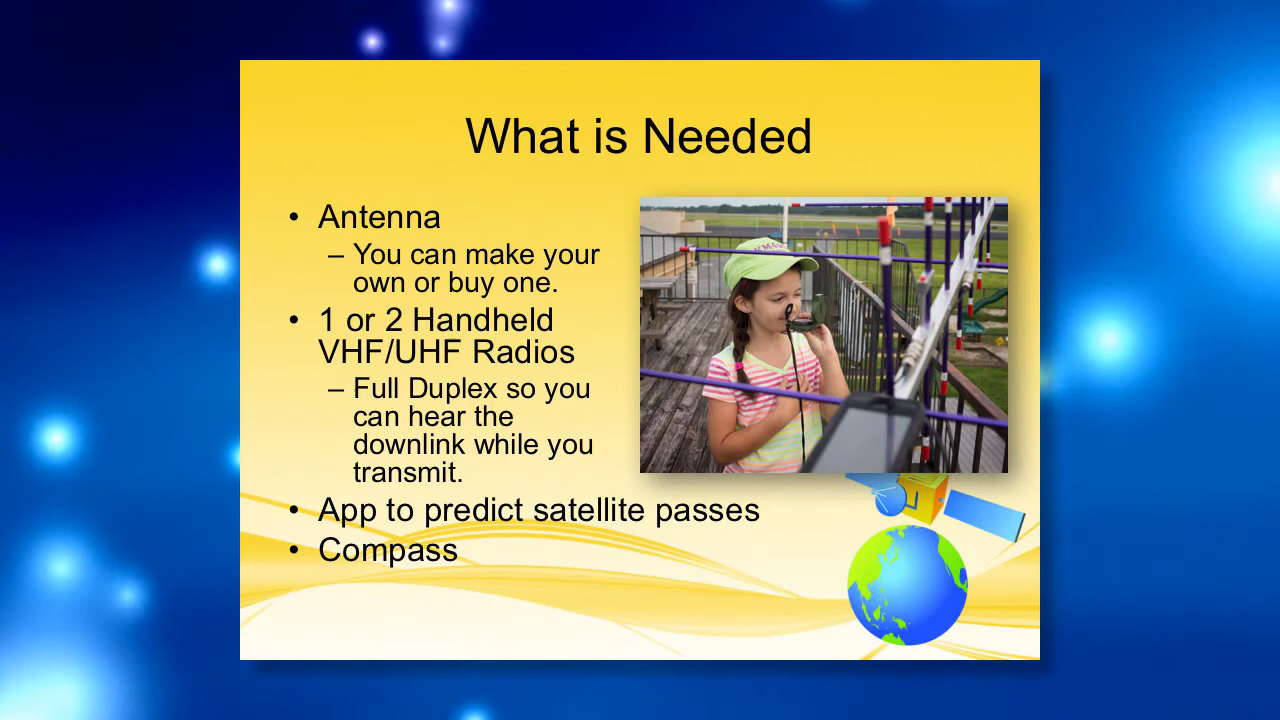 What is Needed
• Antenna
– You can make your
own or buy one.
• 1 or 2 Handheld
VHF/UHF Radios
– Full Duplex so you
can hear the
downlink while you
transmit.
• App to predict satellite passes
• Compass